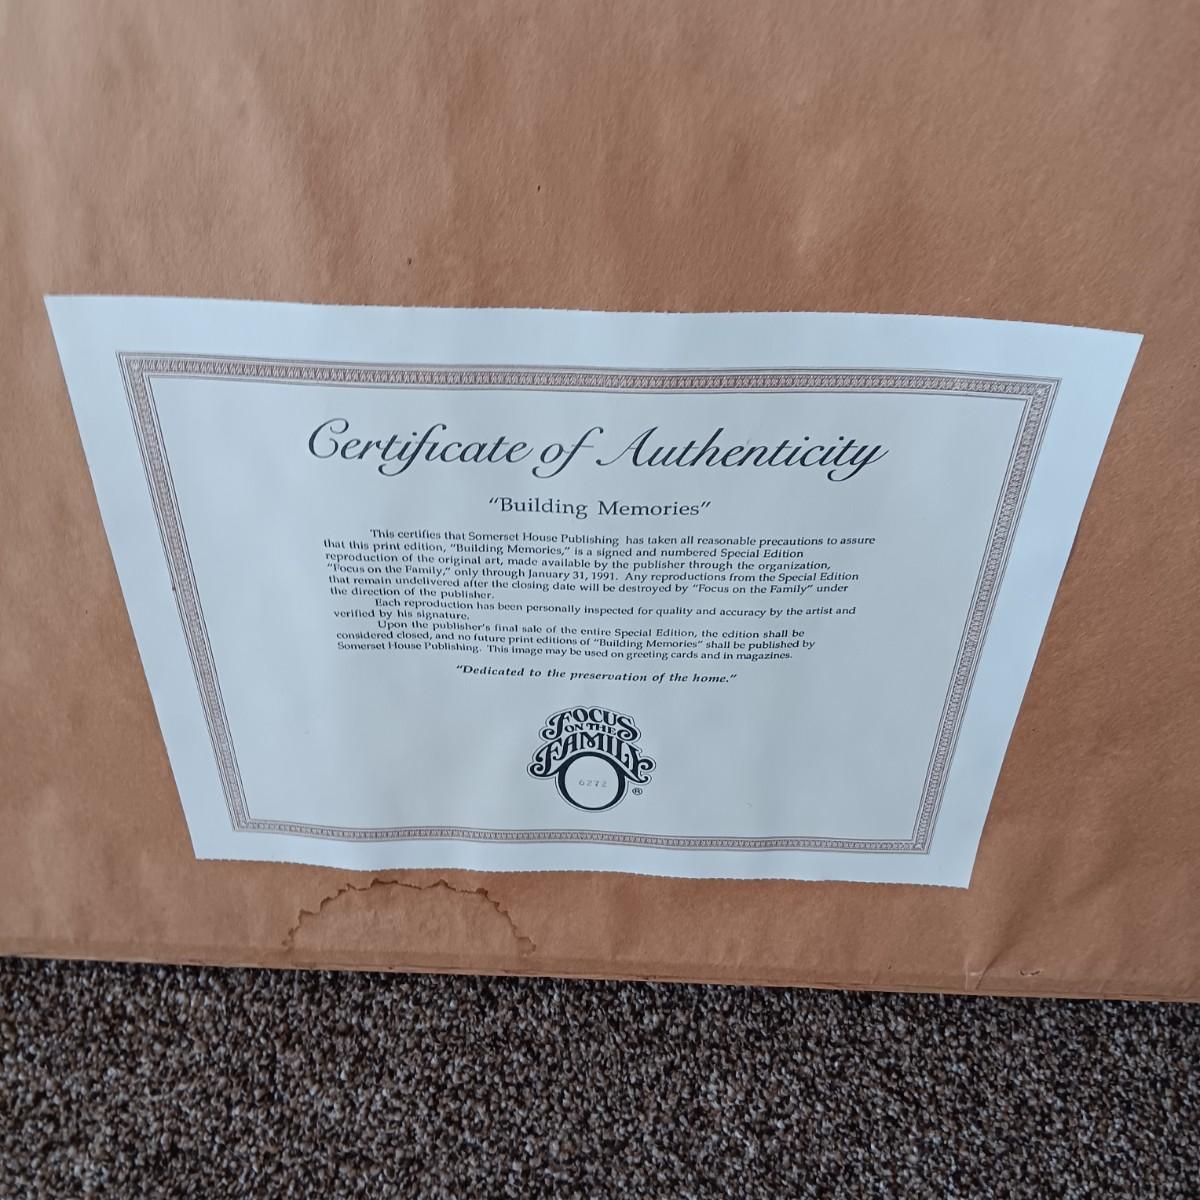 Certificate of Authenticity
"Building Memories"
This certifies that Somerset House Publishing has taken all reasonable precautions to assure
that this print edition, "Building Memories," is a signed and numbered Special Edition
reproduction of the original art, made available by the publisher through the organization,
"Focus on the Family," only through January 31, 1991. Any reproductions from the Special Edition
that remain undelivered after the closing date will be destroyed by "Focus on the Family" under
the direction of the publisher.
Each reproduction has been personally inspected for quality and accuracy by the artist and
verified by his signature.
Upon the publisher's final sale of the entire Special Edition, the edition shall be
considered closed, and no future print editions of "Building Memories" shall be published by
Somerset House Publishing. This image may be used on greeting cards and in magazines.
"Dedicated to the preservation of the home."
FOCUS
ON THE
FAMILY
6272
®